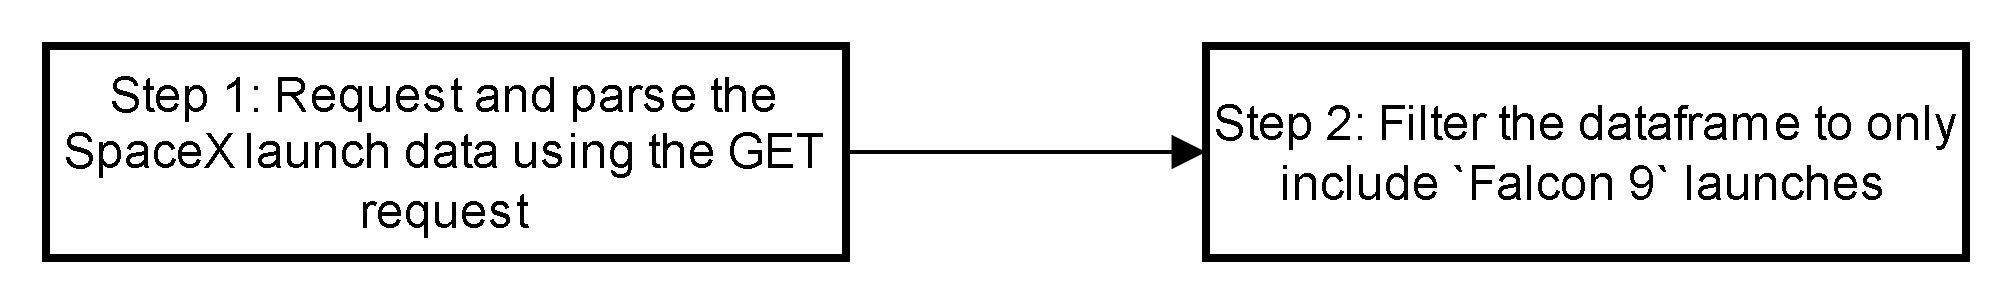 Step 1: Request and parse the
SpaceX launch data using the GET
request
Step 2: Filter the dataframe to only
include `Falcon 9` launches